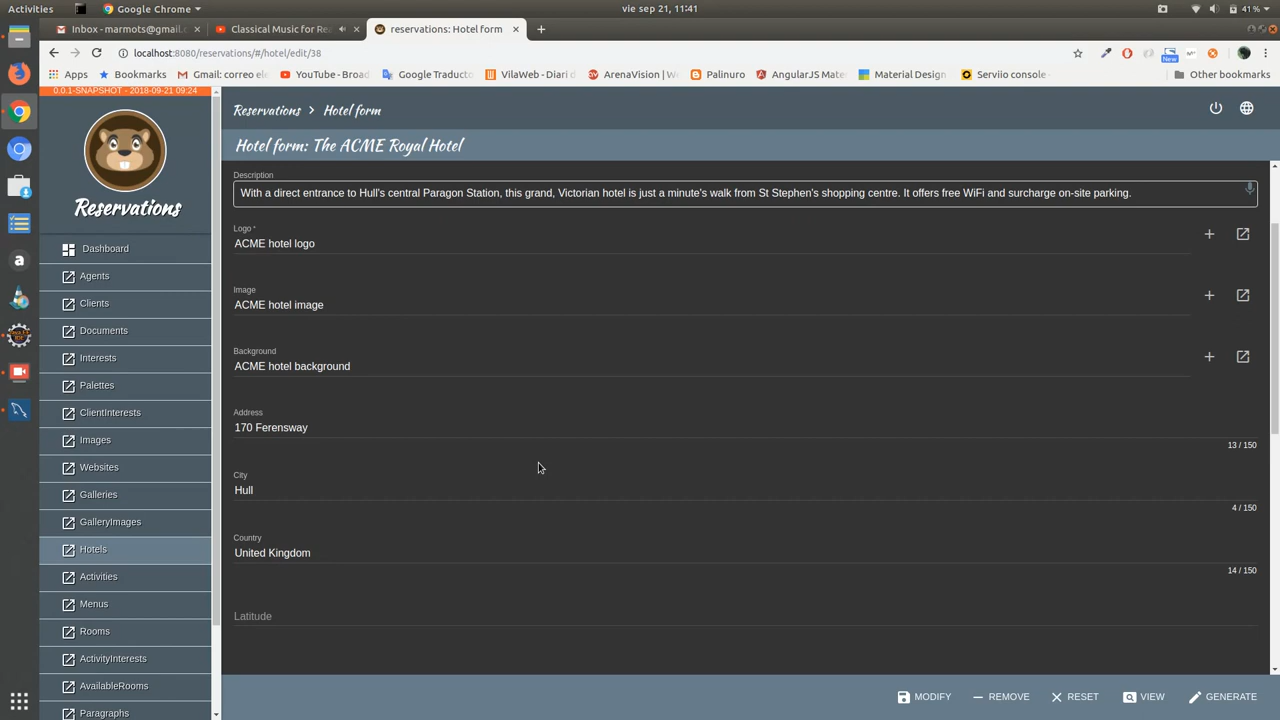 Activities
Google Chrome
vie sep 21, 11:41
41 %
Inbox - marmots@gmail.
Classical Music for Rea
reservations: Hotel form
localhost:8080/reservations/#/hotel/edit/38
Apps
Bookmarks
Gmail: correo ele
YouTube - Broad
Google Traducto
VilaWeb - Diari d
ArenaVision | W
Palinuro
AngularJS Mate
Material Design
Serviio console
Other bookmarks
New
0.0.1-SNAPSHOT - 2018-09-21 09:24
Reservations
Dashboard
Agents
Clients
Documents
Interests
Palettes
ClientInterests
Images
Websites
Galleries
GalleryImages
Hotels
Activities
Menus
Rooms
ActivityInterests
AvailableRooms
Paragraphs
Reservations > Hotel form
Hotel form: The ACME Royal Hotel
Description
With a direct entrance to Hull's central Paragon Station, this grand, Victorian hotel is just a minute's walk from St Stephen's shopping centre. It offers free WiFi and surcharge on-site parking.
Logo *
ACME hotel logo
Image
ACME hotel image
Background
ACME hotel background
Address
170 Ferensway
13 / 150
City
Hull
4 / 150
Country
United Kingdom
14 / 150
Latitude
MODIFY
REMOVE
RESET
VIEW
GENERATE